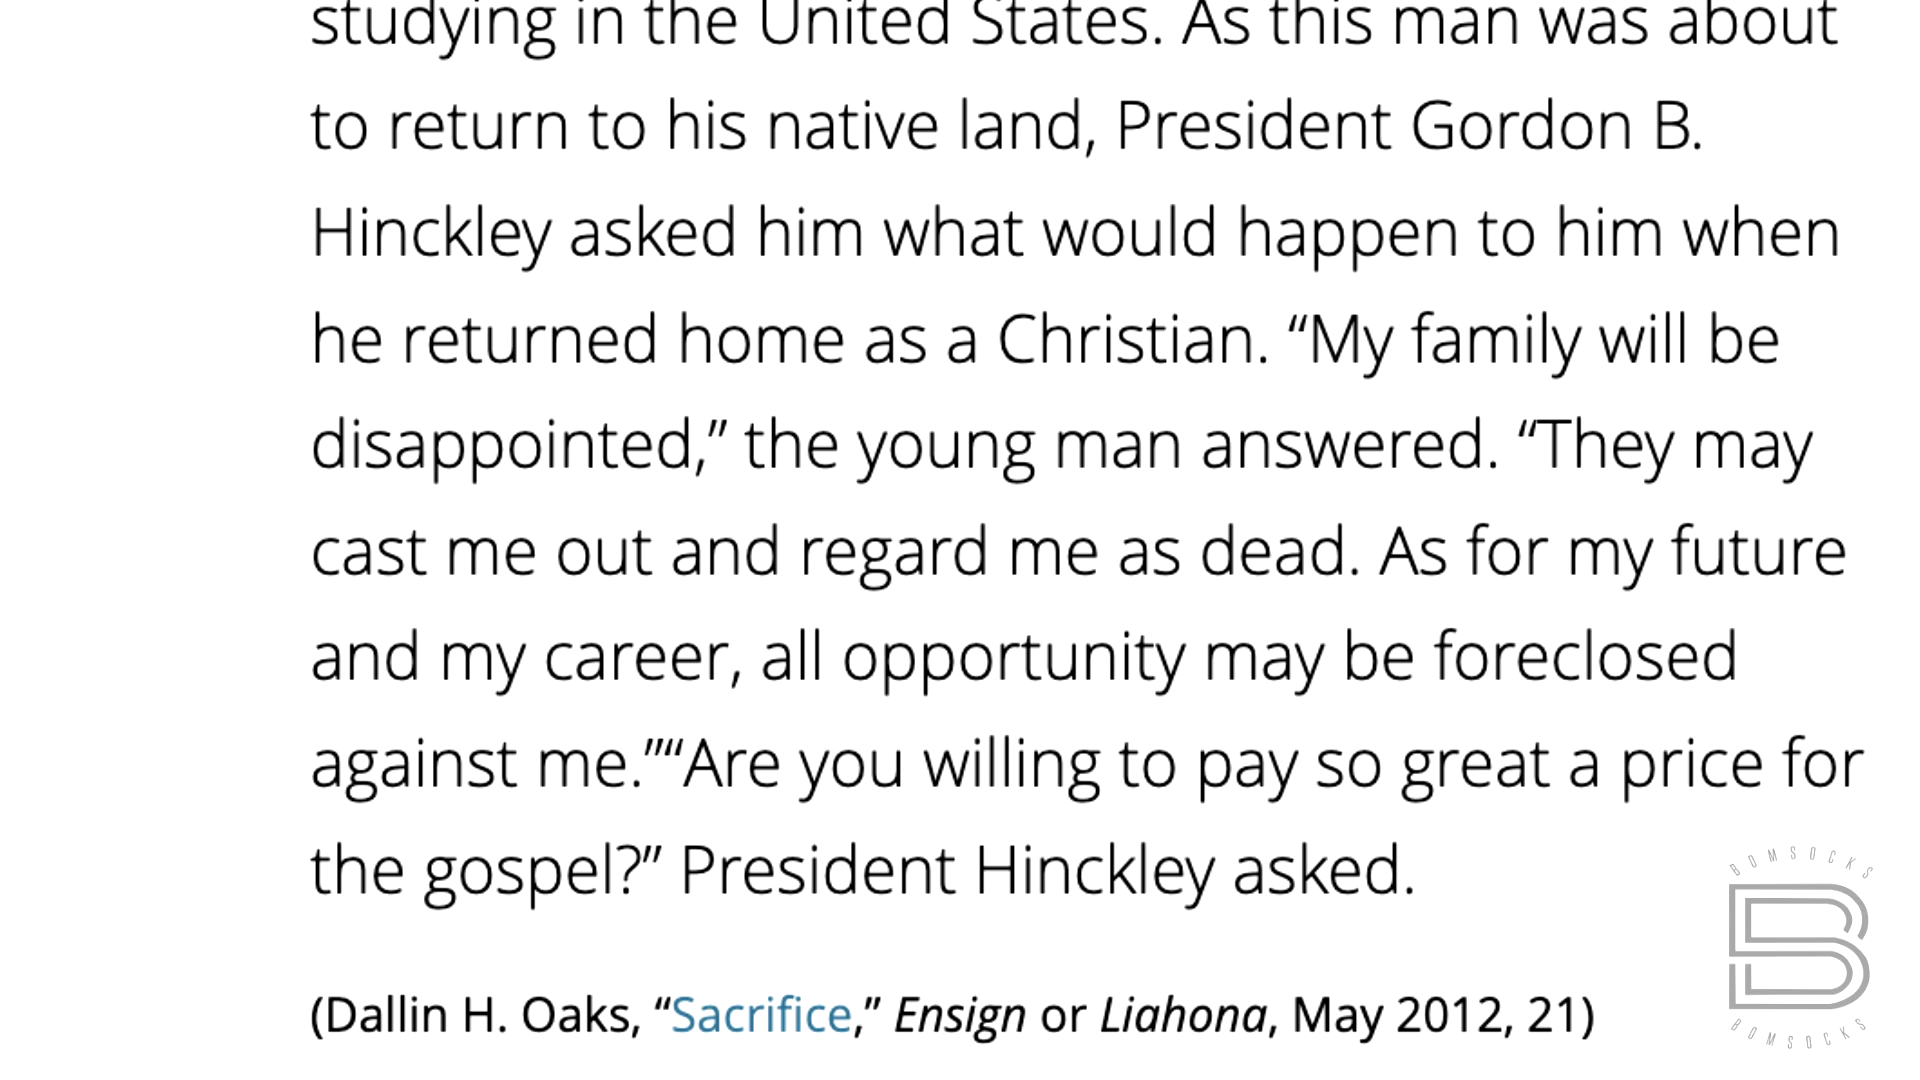 studying in the United States. As this man was about
to return to his native land, President Gordon B.
Hinckley asked him what would happen to him when
he returned home as a Christian. “My family will be
disappointed,” the young man answered. “They may
cast me out and regard me as dead. As for my future
and my career, all opportunity may be foreclosed
against me.”“Are you willing to pay so great a price for
the gospel?” President Hinckley asked.
(Dallin H. Oaks, “Sacrifice,” Ensign or Liahona, May 2012, 21)
BOMSOCKS
B
BOMSOCKS